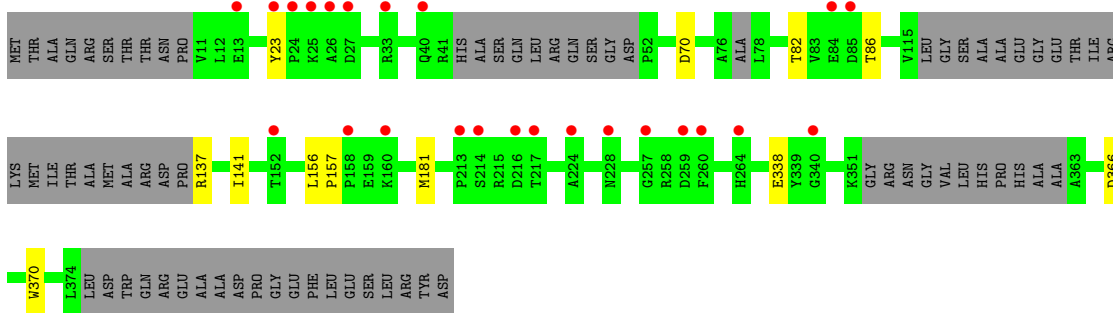 MET THR ALA GLN ARG SER THR THR ASN PRO V11 L12 E13 Y23 P24 K25 A26 D27 R33 Q40 R41 HIS ALA SER GLN LEU ARG GLN SER GLY ASP P52 D70 A76 ALA L78 T82 V83 E84 D85 T86 V115 LEU GLY SER ALA ALA GLU GLY GLU THR ILE ARG
LYS MET ILE THR ALA MET ALA ARG ASP PRO R137 I141 T152 L156 P157 P158 E159 K160 M181 P213 S214 R215 D216 T217 A224 N228 G257 R258 D259 F260 H264 E338 Y339 G340 K351 GLY ARG ASN GLY VAL LEU HIS PRO HIS ALA ALA A363 D366
W370 L374 LEU ASP TRP GLN ARG GLU ALA ALA ASP PRO GLY GLU PHE LEU GLU SER LEU ARG TYR ASP